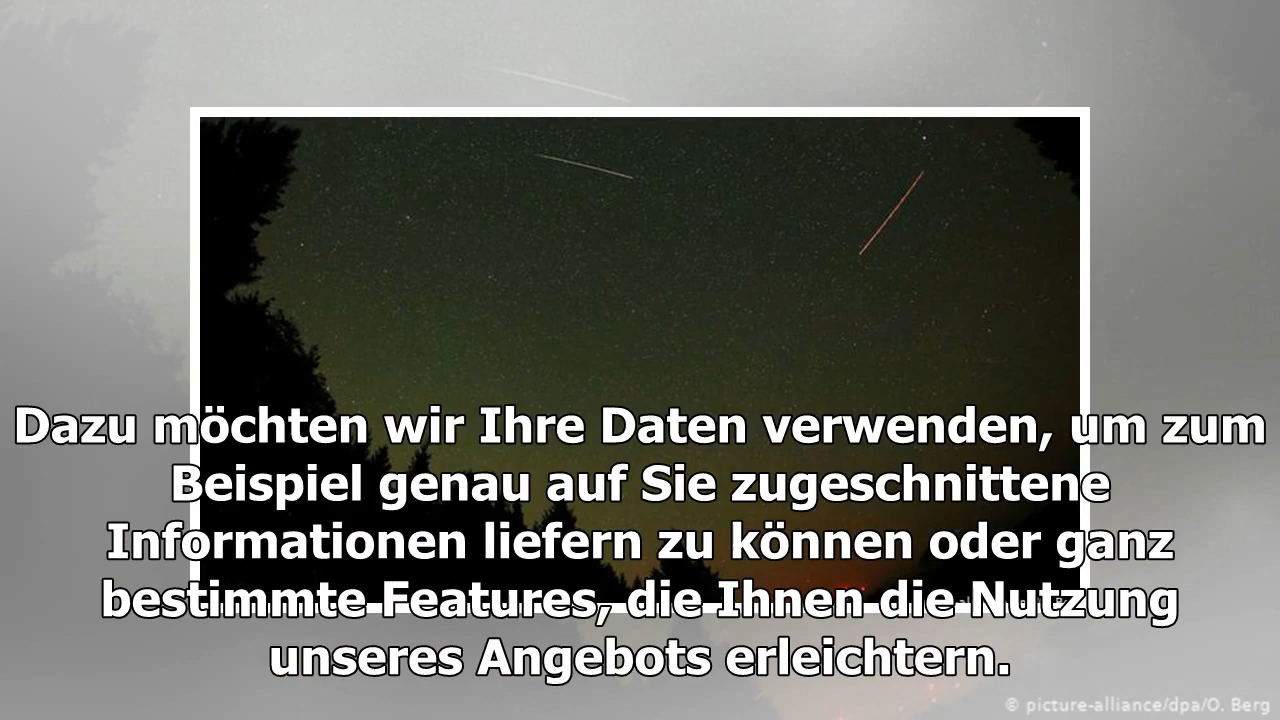 Dazu möchten wir Ihre Daten verwenden, um zum
Beispiel genau auf Sie zugeschnittene
Informationen liefern zu können oder ganz
bestimmte Features, die Ihnen die Nutzung
unseres Angebots erleichtern.
© picture-alliance/dpa/O. Berg